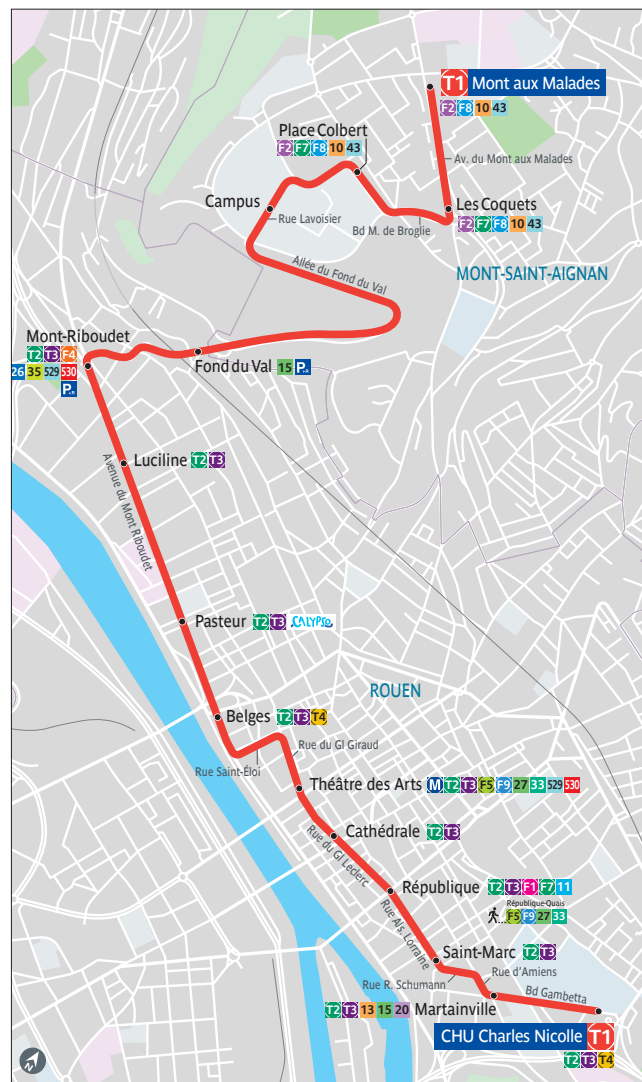 T1 Mont aux Malades
F2 F8 10 43
Place Colbert
F2 F7 F8 10 43
Av. du Mont aux Malades
Campus
Rue Lavoisier
Les Coquets
Bd M. de Broglie
F2 F7 F8 10 43
Allée du Fond du Val
MONT-SAINT-AIGNAN
Mont-Riboudet
T2 T3 F4
26 35 529 530
P+R
Fond du Val 15 P+R
Luciline T2 T3
Avenue du Mont Riboudet
Pasteur T2 T3 CALYPSO
ROUEN
Belges T2 T3 T4
Rue du Gl Giraud
Rue Saint-Éloi
Théâtre des Arts M T2 T3 F5 F9 27 33 529 530
Cathédrale T2 T3
Rue du Gl Leclerc
République T2 T3 F1 F7 11
République-Quais
F5 F9 27 33
Rue Als. Lorraine
Saint-Marc T2 T3
Rue d'Amiens
Rue R. Schumann
Bd Gambetta
T2 T3 13 15 20 Martainville
CHU Charles Nicolle T1
T2 T3 T4
N